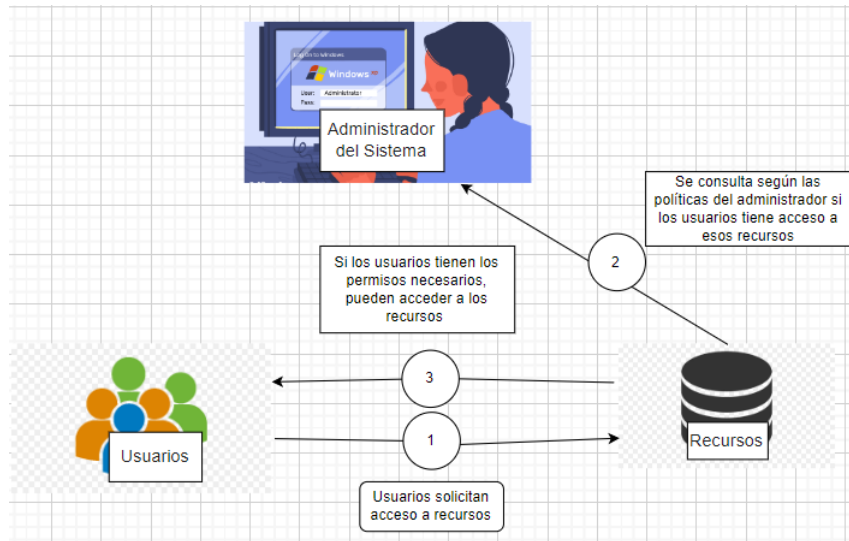 Log On to Windows
Windows XP
User: Administrator
Pass:
Administrador
del Sistema
Se consulta según las
políticas del administrador si
los usuarios tiene acceso a
esos recursos
2
Si los usuarios tienen los
permisos necesarios,
pueden acceder a los
recursos
3
1
Usuarios
Recursos
Usuarios solicitan
acceso a recursos